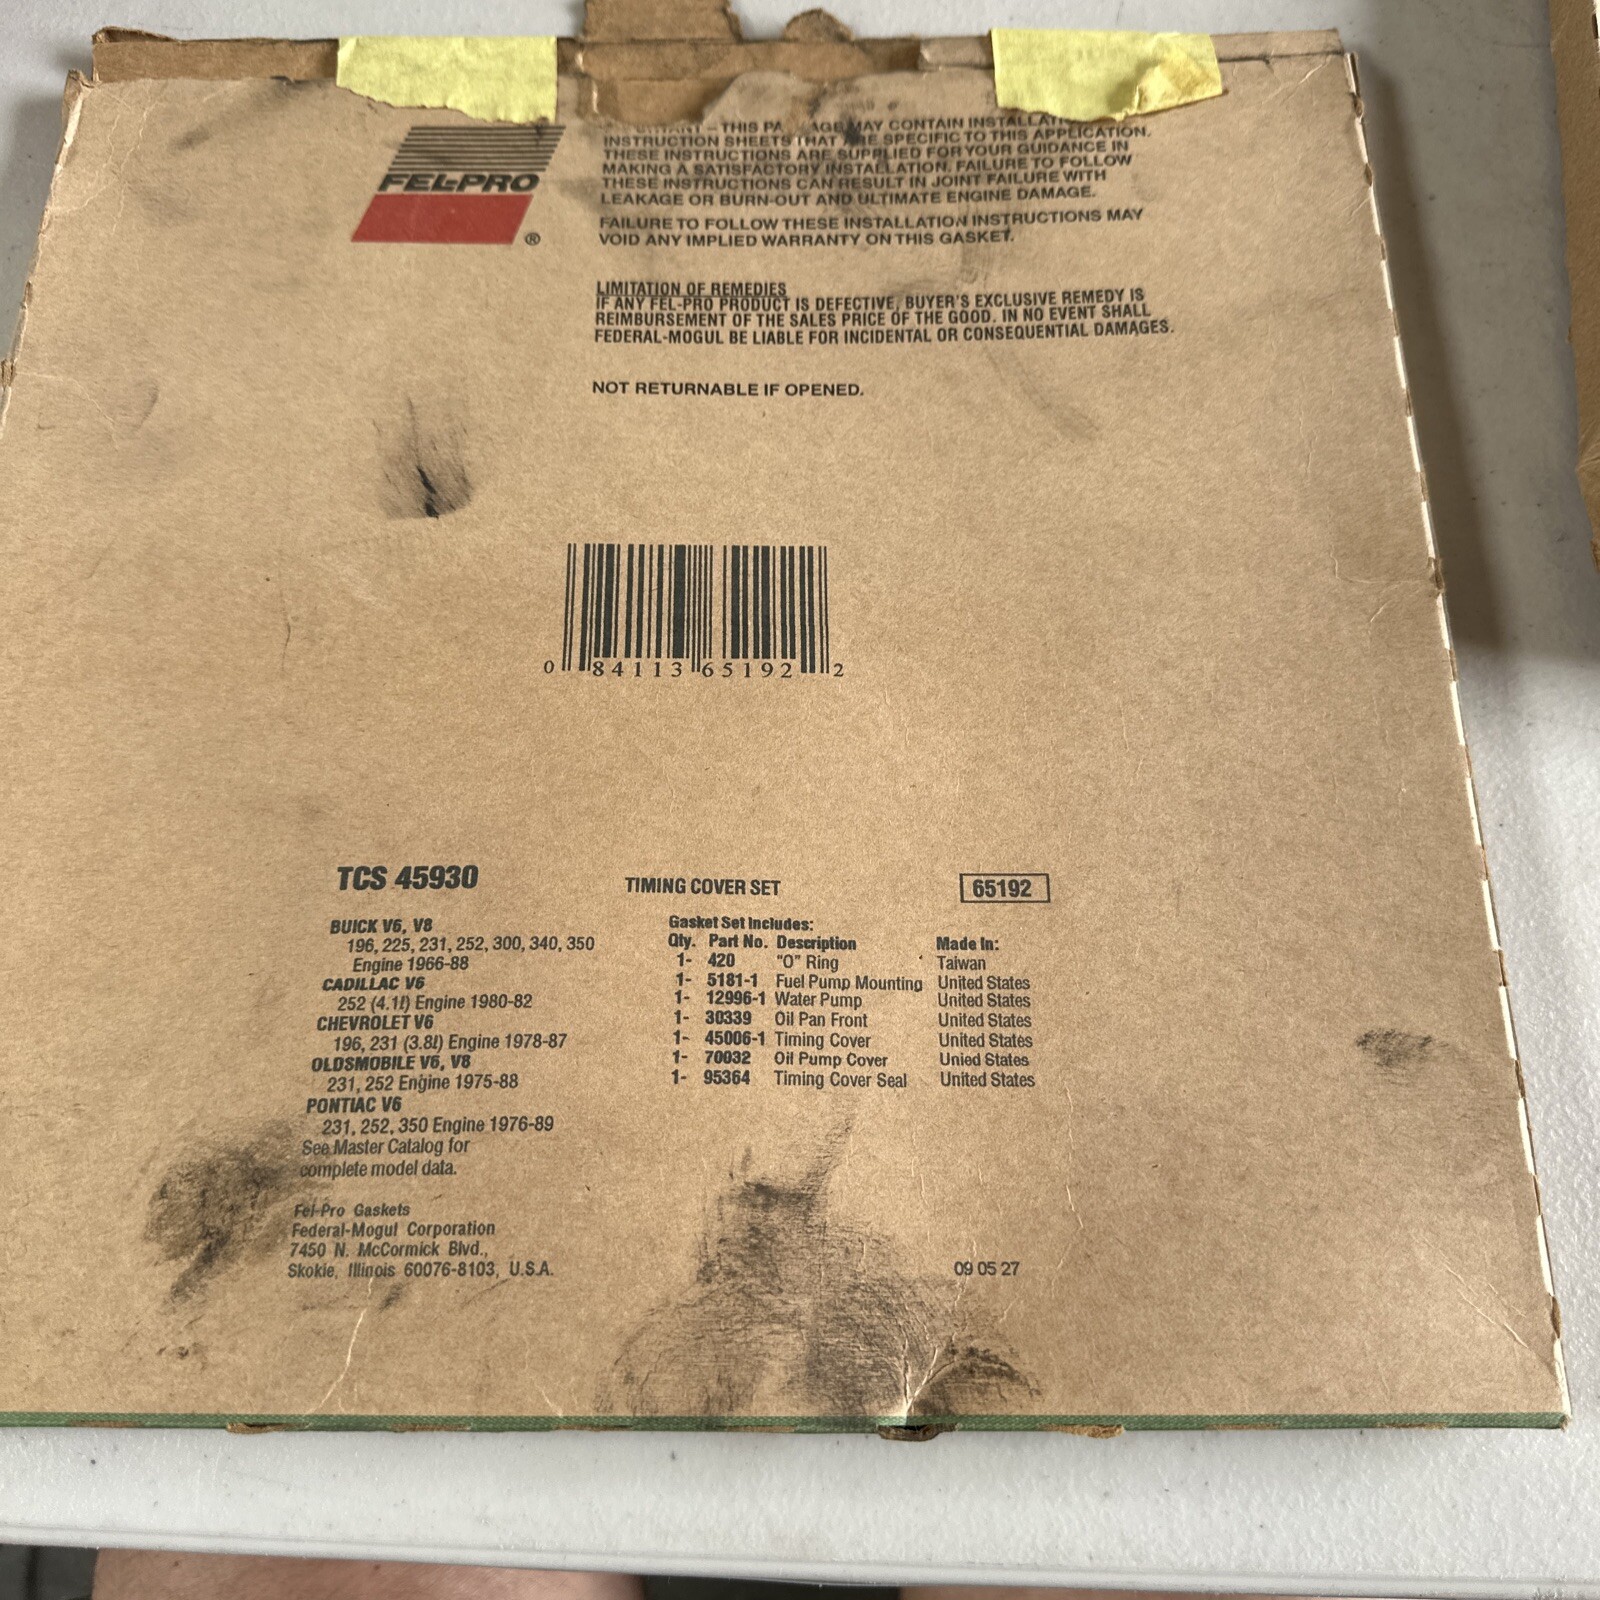 FEL-PRO
®
– THIS PA AGE MAY CONTAIN
INSTRUCTION SHEETS THAT ARE SPECIFIC TO THIS APPLICATION.
THESE INSTRUCTIONS ARE SUPPLIED FOR YOUR GUIDANCE IN
MAKING A SATISFACTORY INSTALLATION. FAILURE TO FOLLOW
THESE INSTRUCTIONS CAN RESULT IN JOINT FAILURE WITH
LEAKAGE OR BURN-OUT AND ULTIMATE ENGINE DAMAGE.
FAILURE TO FOLLOW THESE INSTALLATION INSTRUCTIONS MAY
VOID ANY IMPLIED WARRANTY ON THIS GASKET.
LIMITATION OF REMEDIES
IF ANY FEL-PRO PRODUCT IS DEFECTIVE, BUYER'S EXCLUSIVE REMEDY IS
REIMBURSEMENT OF THE SALES PRICE OF THE GOOD. IN NO EVENT SHALL
FEDERAL-MOGUL BE LIABLE FOR INCIDENTAL OR CONSEQUENTIAL DAMAGES.
NOT RETURNABLE IF OPENED.
0 84113 65192 2
TCS 45930
TIMING COVER SET
65192
BUICK V6, V8
196, 225, 231, 252, 300, 340, 350
Engine 1966-88
CADILLAC V6
252 (4.1l) Engine 1980-82
CHEVROLET V6
196, 231 (3.8l) Engine 1978-87
OLDSMOBILE V6, V8
231, 252 Engine 1975-88
PONTIAC V6
231, 252, 350 Engine 1976-89
See Master Catalog for
complete model data.
Gasket Set Includes:
Qty. Part No. Description Made In:
1- 420 "O" Ring Taiwan
1- 5181-1 Fuel Pump Mounting United States
1- 12996-1 Water Pump United States
1- 30339 Oil Pan Front United States
1- 45006-1 Timing Cover United States
1- 70032 Oil Pump Cover Unied States
1- 95364 Timing Cover Seal United States
Fel-Pro Gaskets
Federal-Mogul Corporation
7450 N. McCormick Blvd.,
Skokie, Illinois 60076-8103, U.S.A.
09 05 27